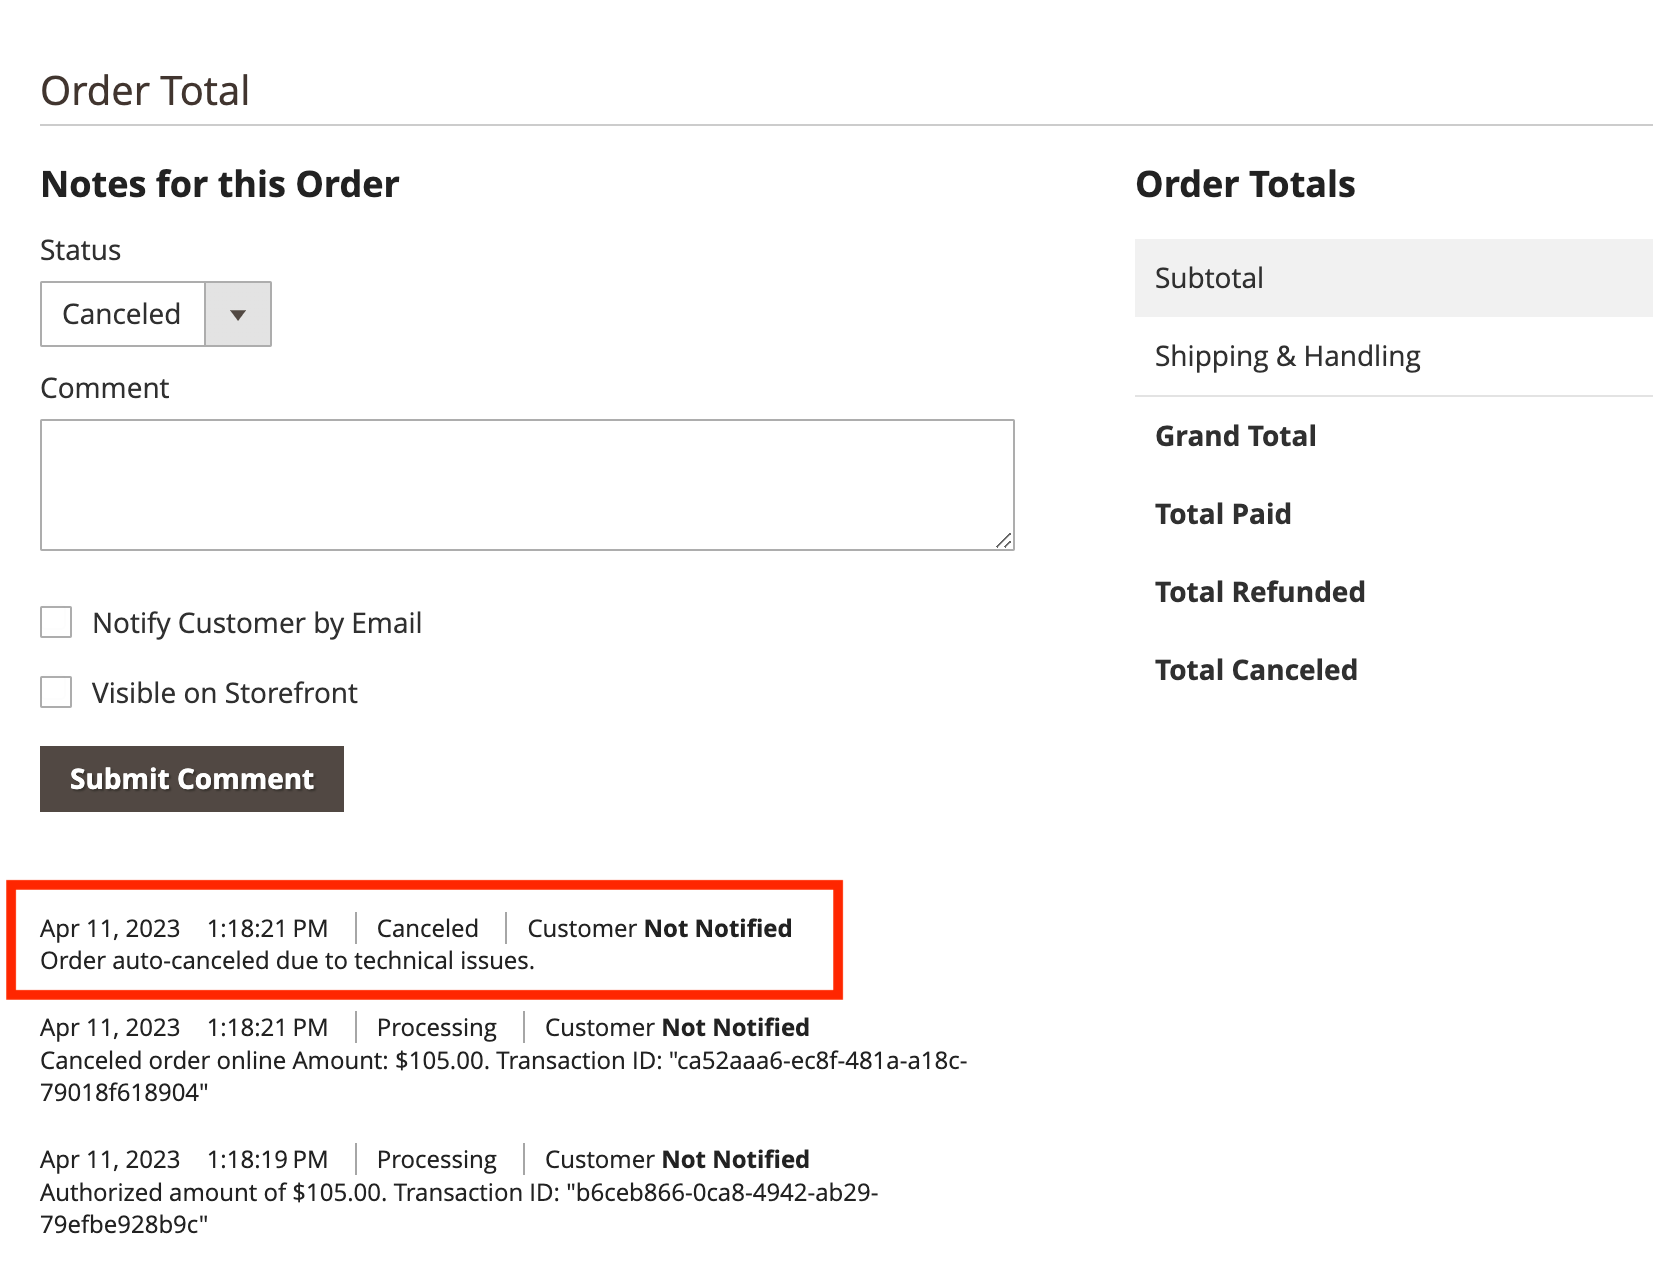 Order Total
Notes for this Order
Status
Canceled
Comment
Notify Customer by Email
Visible on Storefront
Submit Comment
Apr 11, 2023 1:18:21 PM Canceled Customer Not Notified
Order auto-canceled due to technical issues.
Apr 11, 2023 1:18:21 PM Processing Customer Not Notified
Canceled order online Amount: $105.00. Transaction ID: "ca52aaa6-ec8f-481a-a18c-
79018f618904"
Apr 11, 2023 1:18:19 PM Processing Customer Not Notified
Authorized amount of $105.00. Transaction ID: "b6ceb866-0ca8-4942-ab29-
79efbe928b9c"
Order Totals
Subtotal
Shipping & Handling
Grand Total
Total Paid
Total Refunded
Total Canceled